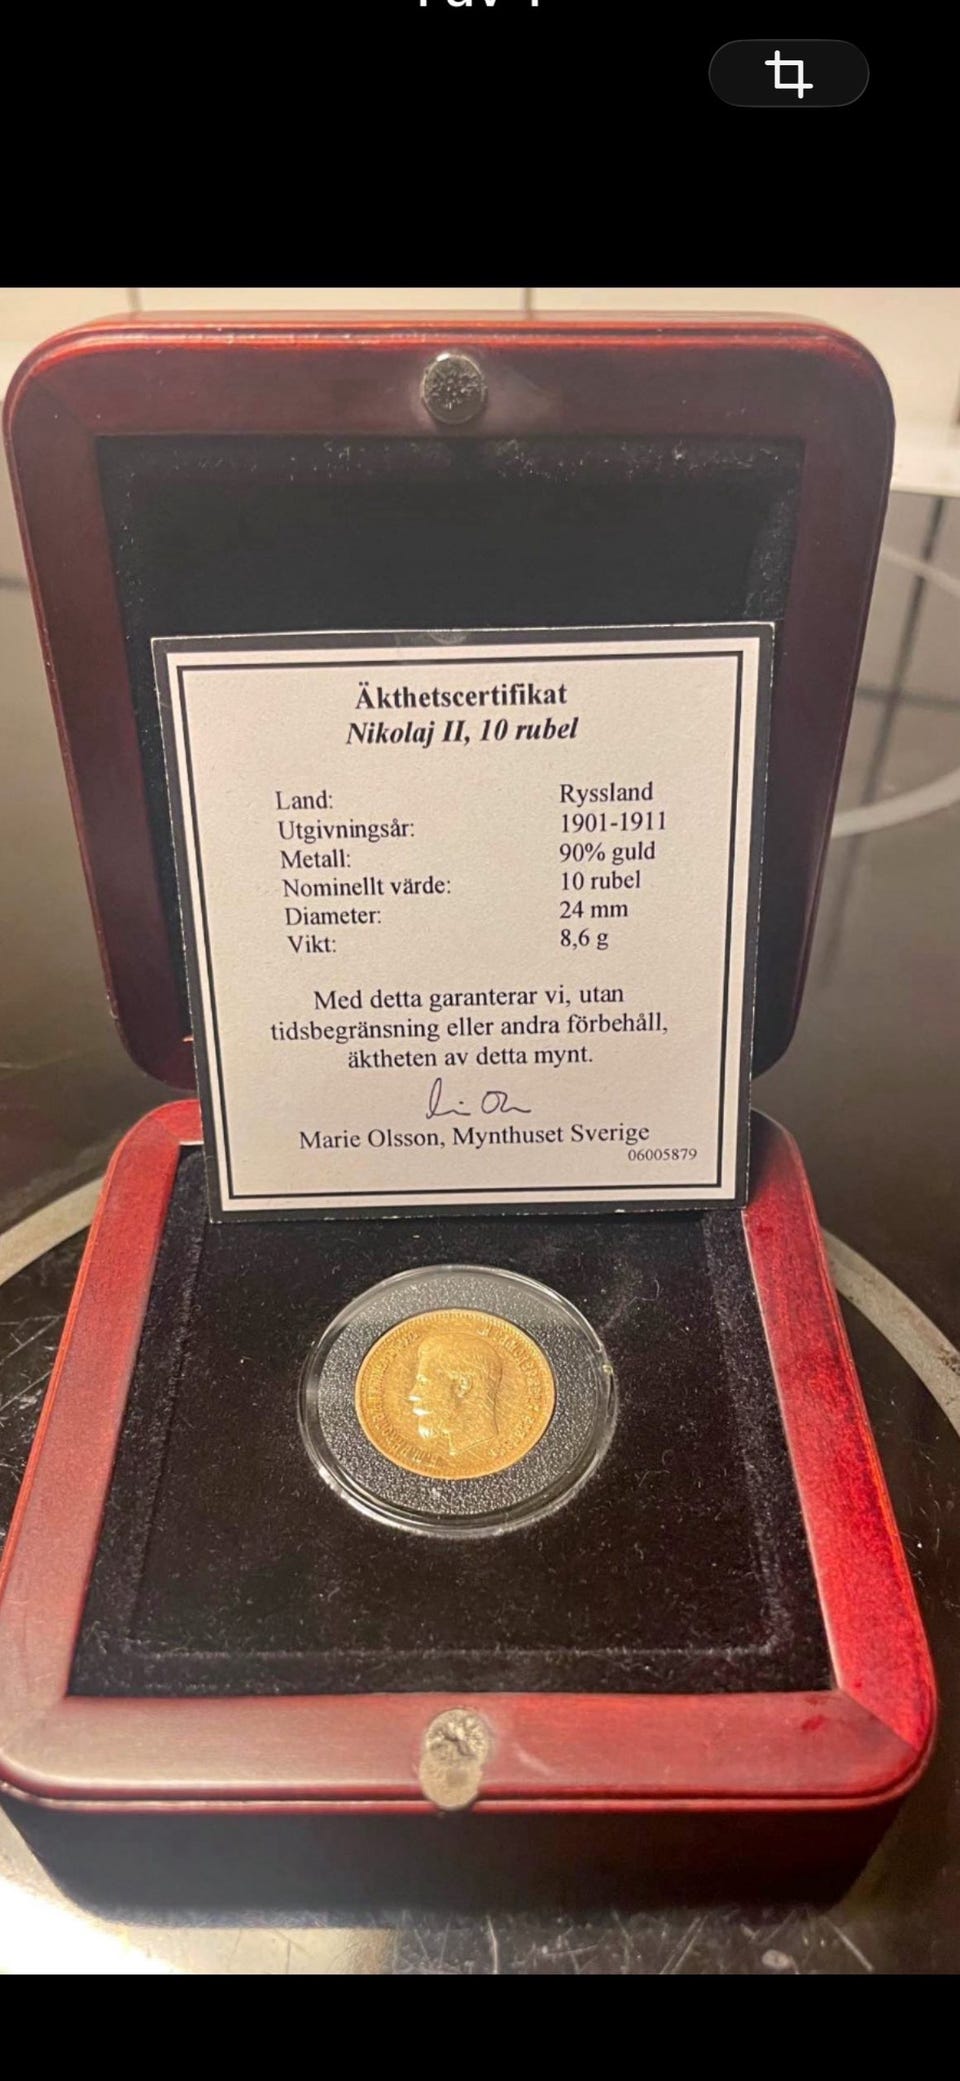 Äkthetscertifikat
Nikolaj II, 10 rubel
Land: Ryssland
Utgivningsår: 1901-1911
Metall: 90% guld
Nominellt värde: 10 rubel
Diameter: 24 mm
Vikt: 8,6 g
Med detta garanterar vi, utan
tidsbegränsning eller andra förbehåll,
äktheten av detta mynt.
Marie Olsson, Mynthuset Sverige
06005879